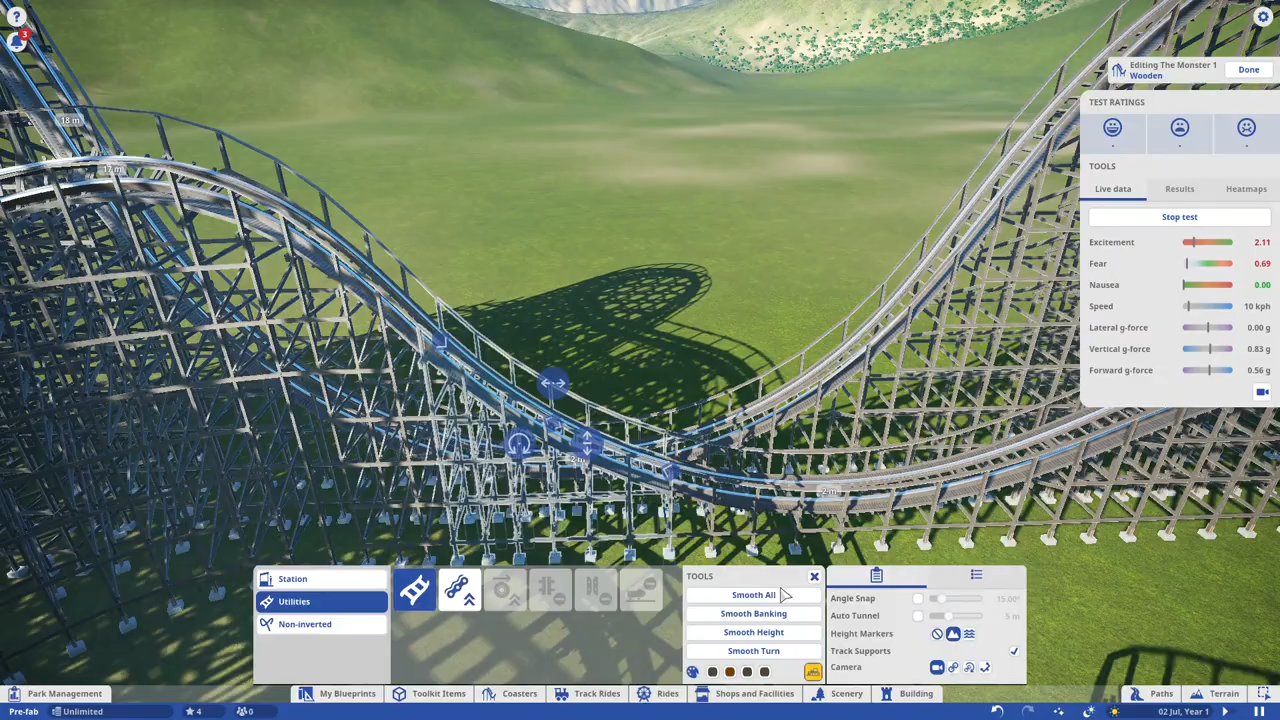 ?
3
18 m
17 m
2 m
2 m
Editing The Monster 1
Wooden
Done
TEST RATINGS
-
-
-
TOOLS
Live data
Results
Heatmaps
Stop test
Excitement
2.11
Fear
0.69
Nausea
0.00
Speed
10 kph
Lateral g-force
0.00 g
Vertical g-force
0.83 g
Forward g-force
0.56 g
Station
Utilities
Non-inverted
TOOLS
Smooth All
Smooth Banking
Smooth Height
Smooth Turn
Angle Snap
15.00°
Auto Tunnel
5 m
Height Markers
Track Supports
Camera
Park Management
My Blueprints
Toolkit Items
Coasters
Track Rides
Rides
Shops and Facilities
Scenery
Building
Paths
Terrain
Pre-fab
Unlimited
4
0
02 Jul, Year 1